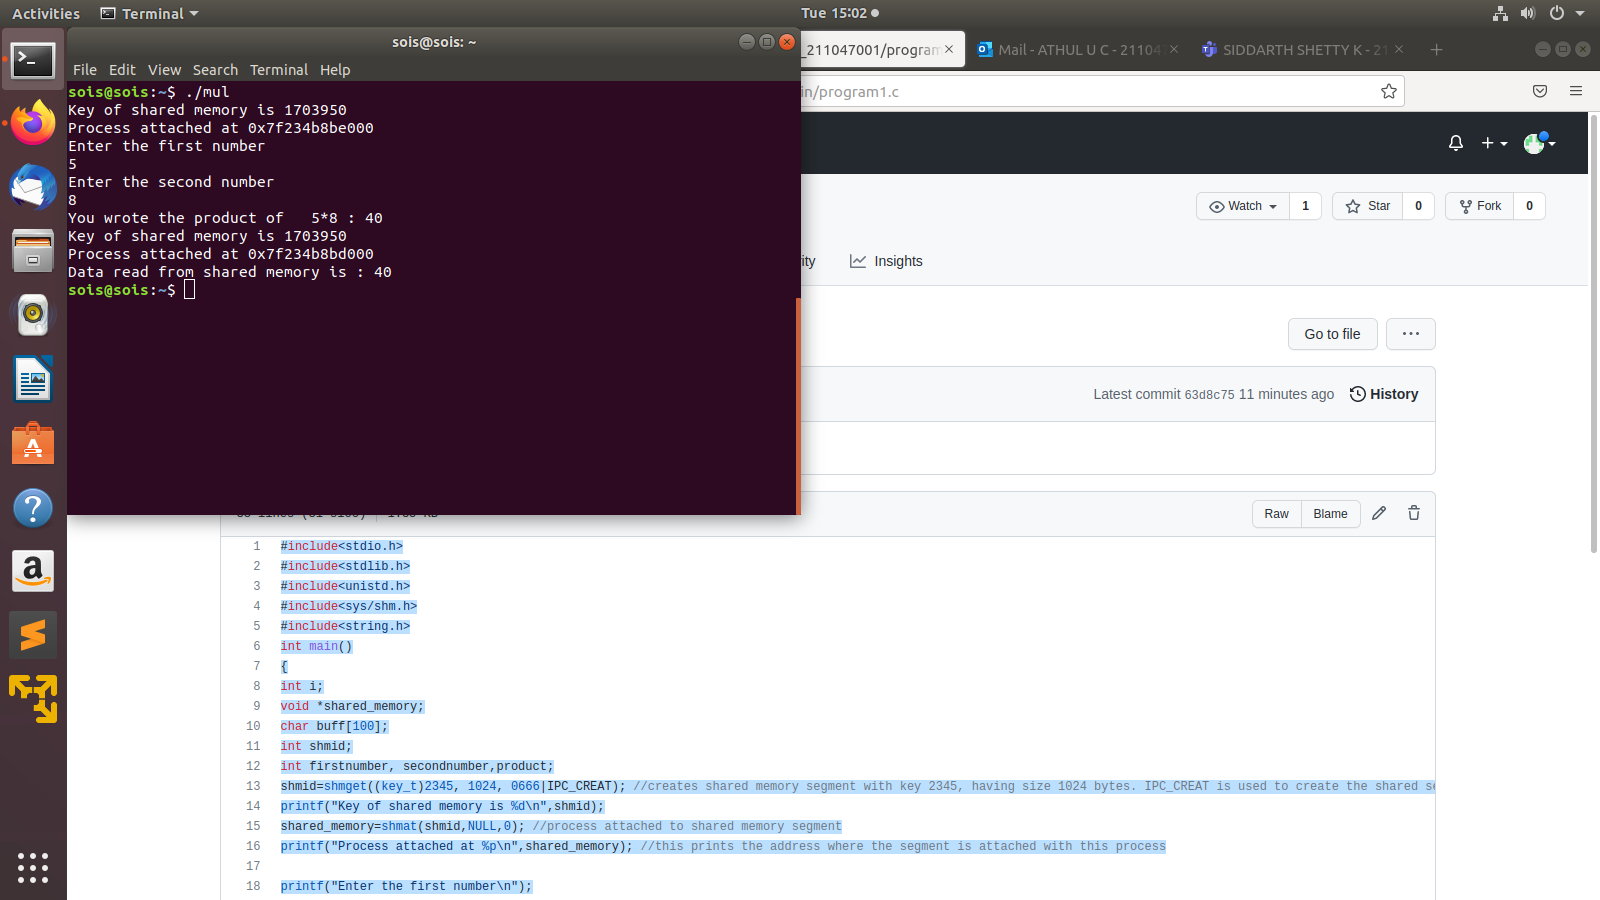 Activities
Terminal
Tue 15:02
sois@sois: ~
_211047001/program
Mail - ATHUL U C - 21104
SIDDARTH SHETTY K - 21
File Edit View Search Terminal Help
in/program1.c
sois@sois:~$ ./mul
Key of shared memory is 1703950
Process attached at 0x7f234b8be000
Enter the first number
5
Enter the second number
8
You wrote the product of   5*8 : 40
Key of shared memory is 1703950
Process attached at 0x7f234b8bd000
Data read from shared memory is : 40
sois@sois:~$
Watch 1 Star 0 Fork 0
ity Insights
Go to file ...
Latest commit 63d8c75 11 minutes ago History
Raw Blame
1 #include<stdio.h>
2 #include<stdlib.h>
3 #include<unistd.h>
4 #include<sys/shm.h>
5 #include<string.h>
6 int main()
7 {
8 int i;
9 void *shared_memory;
10 char buff[100];
11 int shmid;
12 int firstnumber, secondnumber,product;
13 shmid=shmget((key_t)2345, 1024, 0666|IPC_CREAT); //creates shared memory segment with key 2345, having size 1024 bytes. IPC_CREAT is used to create the shared se
14 printf("Key of shared memory is %d\n",shmid);
15 shared_memory=shmat(shmid,NULL,0); //process attached to shared memory segment
16 printf("Process attached at %p\n",shared_memory); //this prints the address where the segment is attached with this process
17
18 printf("Enter the first number\n");